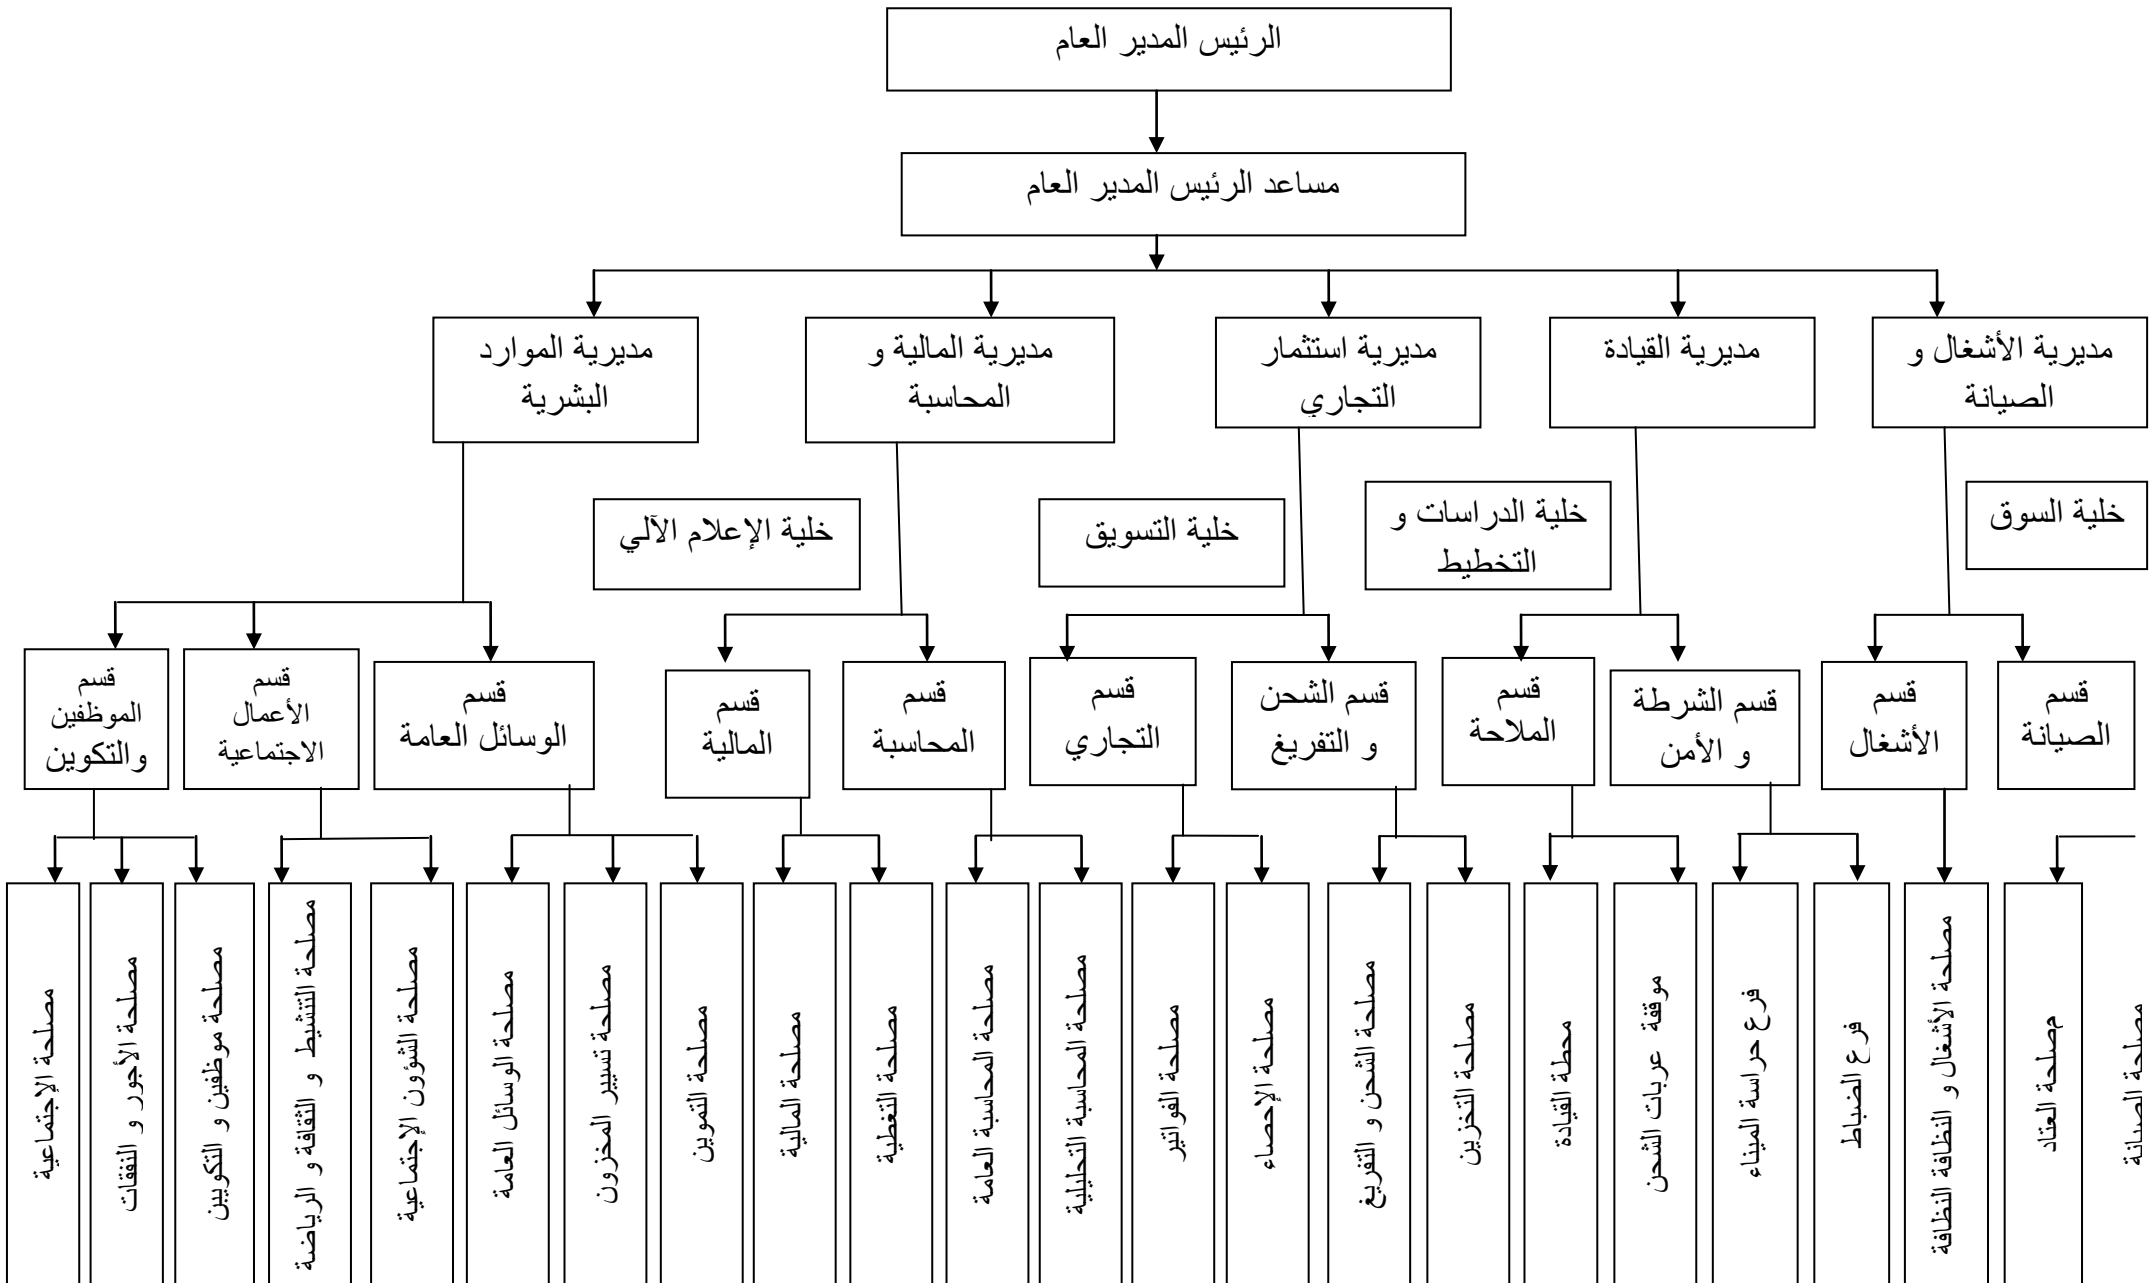 الرئيس المدير العام
مساعد الرئيس المدير العام
مديرية الأشغال و
الصيانة
مديرية القيادة
مديرية استثمار
التجاري
مديرية المالية و
المحاسبة
مديرية الموارد
البشرية
خلية السوق
خلية الدراسات و
التخطيط
خلية التسويق
خلية الإعلام الآلي
قسم
الصيانة
قسم
الأشغال
قسم الشرطة
و الأمن
قسم
الملاحة
قسم الشحن
و التفريغ
قسم
التجاري
قسم
المحاسبة
قسم
المالية
قسم
الوسائل العامة
قسم
الأعمال
الاجتماعية
قسم
الموظفين
والتكوين
مصلحة الصيانة
مصلحة العتاد
مصلحة الأشغال و النظافة النظافة
فرع الضباط
فرع حراسة الميناء
موقفة عربات الشحن
محطة القيادة
مصلحة التخزين
مصلحة الشحن و التفريغ
مصلحة الإحصاء
مصلحة الفواتير
مصلحة المحاسبة التحليلية
مصلحة المحاسبة العامة
مصلحة التغطية
مصلحة المالية
مصلحة التموين
مصلحة تسيير المخزون
مصلحة الوسائل العامة
مصلحة الشؤون الإجتماعية
مصلحة التنشيط و الثقافة و الرياضة
مصلحة موظفين و التكويين
مصلحة الأجور و النفقات
مصلحة الإجتماعية